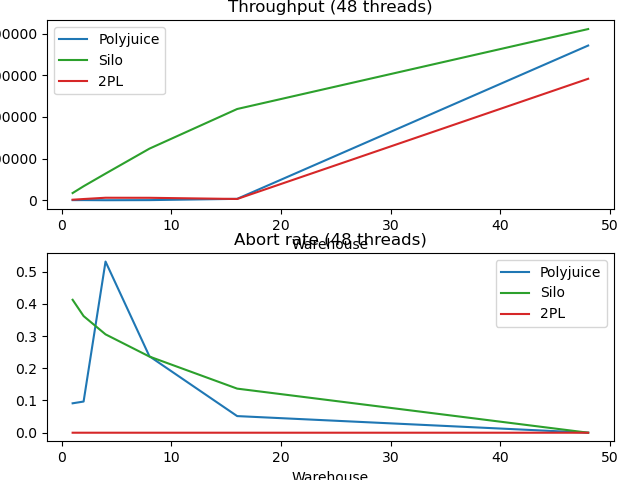 Throughput (48 threads)
Polyjuice
Silo
2PL
0
0 10 20 30 40 50
Warehouse
Abort rate (48 threads)
0.5
0.4
0.3
0.2
0.1
0.0
Polyjuice
Silo
2PL
0 10 20 30 40 50
Warehouse